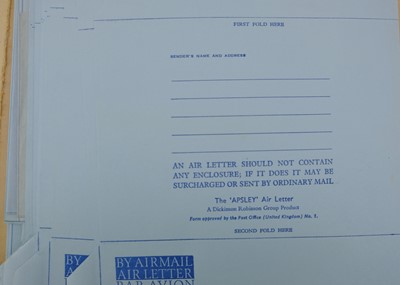 FIRST FOLD HERE
SENDER'S NAME AND ADDRESS
AN AIR LETTER SHOULD NOT CONTAIN
ANY ENCLOSURE; IF IT DOES IT MAY BE
SURCHARGED OR SENT BY ORDINARY MAIL
The 'APSLEY' Air Letter
A Dickinson Robinson Group Product
Form approved by the Post Office (United Kingdom) No. 5.
SECOND FOLD HERE
BY AIRMAIL
AIR LETTER
PAR AVION
BY A